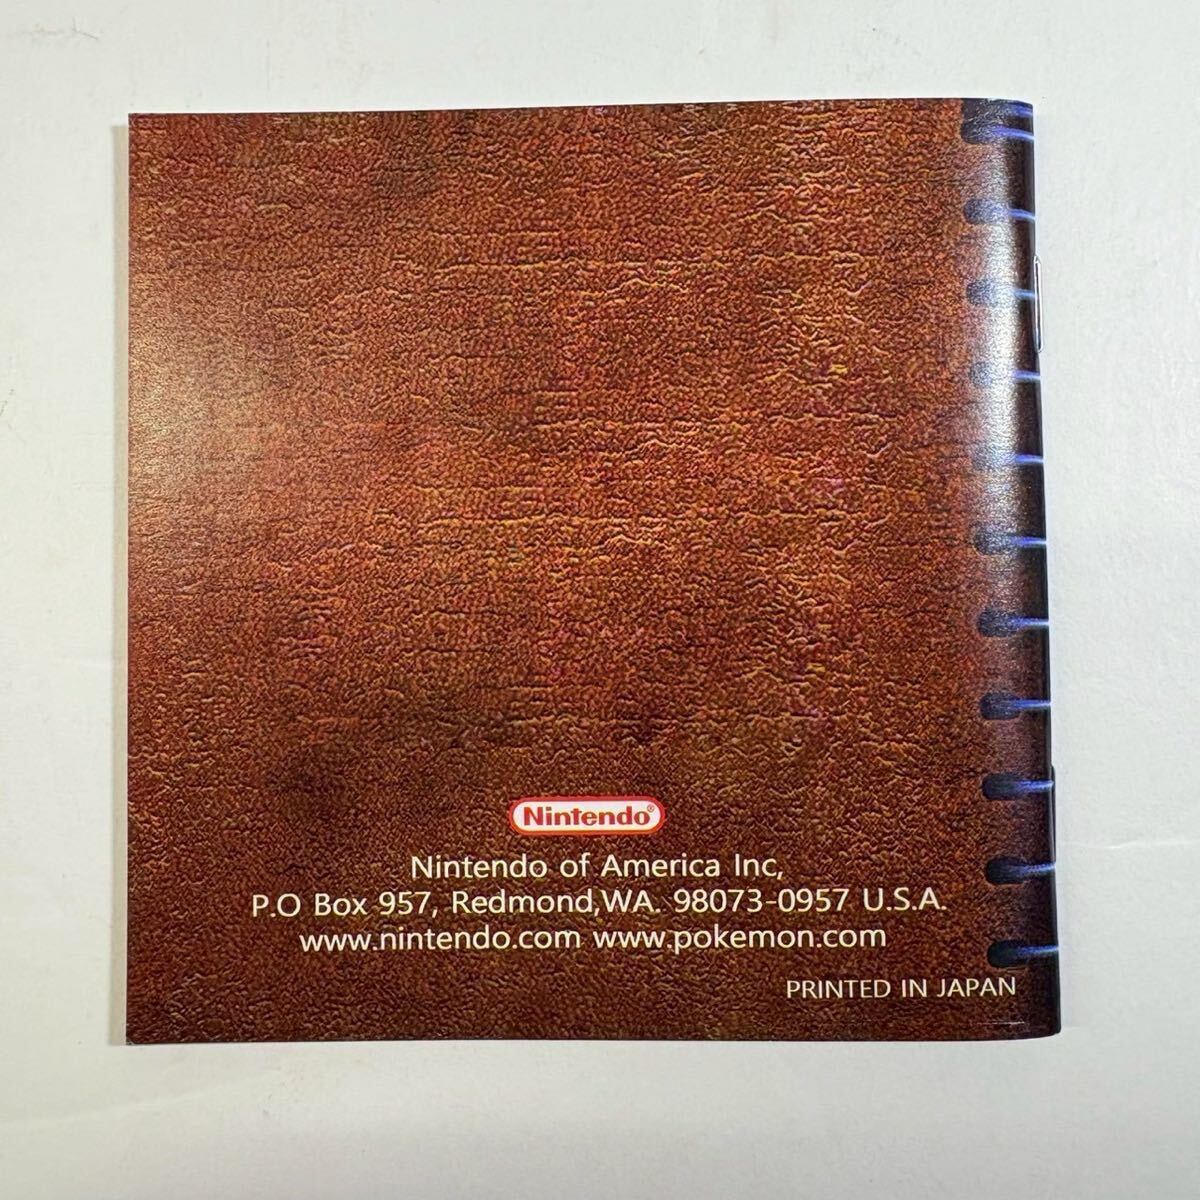 Nintendo®
Nintendo of America Inc,
P.O Box 957, Redmond,WA. 98073-0957 U.S.A.
www.nintendo.com www.pokemon.com
PRINTED IN JAPAN